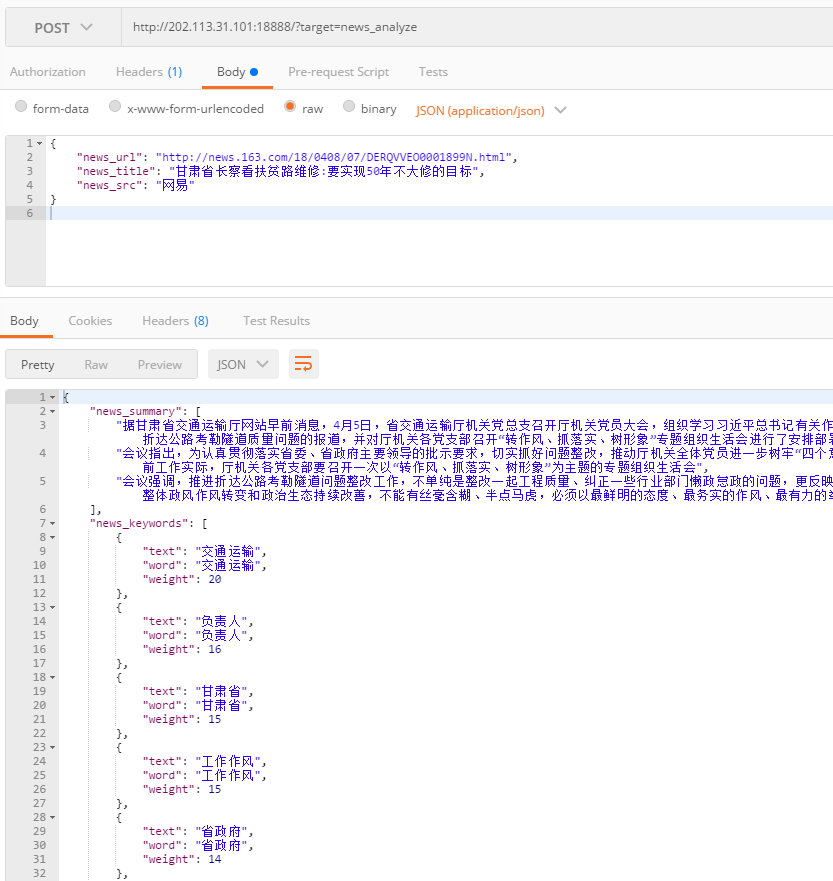 POST
http://202.113.31.101:18888/?target=news_analyze
Authorization Headers (1) Body Pre-request Script Tests
form-data x-www-form-urlencoded raw binary JSON (application/json)
1 {
2 "news_url": "http://news.163.com/18/0408/07/DERQVVEO0001899N.html",
3 "news_title": "甘肃省长察看扶贫路维修:要实现50年不大修的目标",
4 "news_src": "网易"
5 }
6
Body Cookies Headers (8) Test Results
Pretty Raw Preview JSON
1 {
2 "news_summary": [
3 "据甘肃省交通运输厅网站早前消息，4月5日，省交通运输厅机关党总支召开厅机关党员大会，组织学习习近平总书记有关作
折达公路考勒隧道质量问题的报道，并对厅机关各党支部召开“转作风、抓落实、树形象”专题组织生活会进行了安排部署
4 "会议指出，为认真贯彻落实省委、省政府主要领导的批示要求，切实抓好问题整改，推动厅机关全体党员进一步树牢“四个意
前工作实际，厅机关各党支部要召开一次以“转作风、抓落实、树形象”为主题的专题组织生活会",
5 "会议强调，推进折达公路考勒隧道问题整改工作，不单纯是整改一起工程质量、纠正一些行业部门懒政怠政的问题，更反映
整体政风作风转变和政治生态持续改善，不能有丝毫含糊、半点马虎，必须以最鲜明的态度、最务实的作风、最有力的举
6 ],
7 "news_keywords": [
8 {
9 "text": "交通运输",
10 "word": "交通运输",
11 "weight": 20
12 },
13 {
14 "text": "负责人",
15 "word": "负责人",
16 "weight": 16
17 },
18 {
19 "text": "甘肃省",
20 "word": "甘肃省",
21 "weight": 15
22 },
23 {
24 "text": "工作作风",
25 "word": "工作作风",
26 "weight": 15
27 },
28 {
29 "text": "省政府",
30 "word": "省政府",
31 "weight": 14
32 },